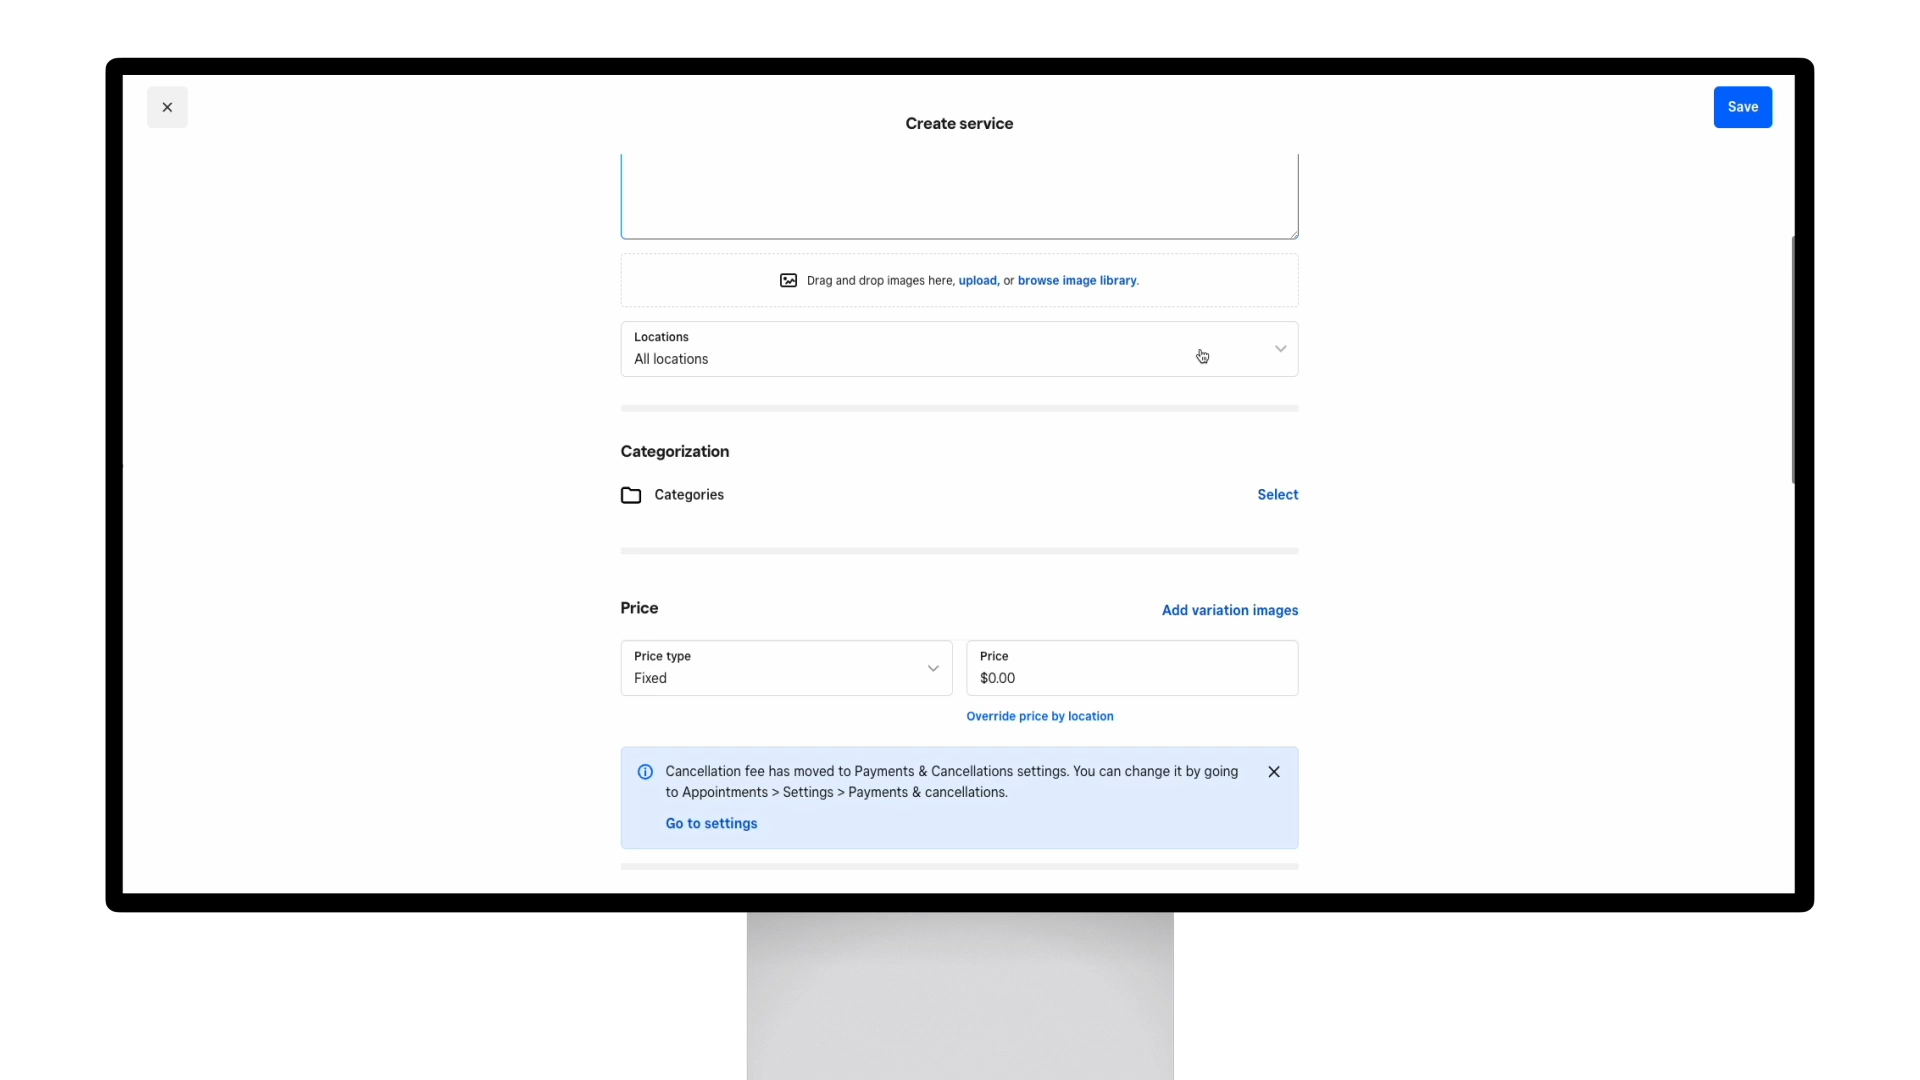 Save
Create service
Drag and drop images here, upload, or browse image library.
Locations
All locations
Categorization
Categories
Select
Price
Add variation images
Price type
Fixed
Price
$0.00
Override price by location
Cancellation fee has moved to Payments & Cancellations settings. You can change it by going
to Appointments > Settings > Payments & cancellations.
Go to settings